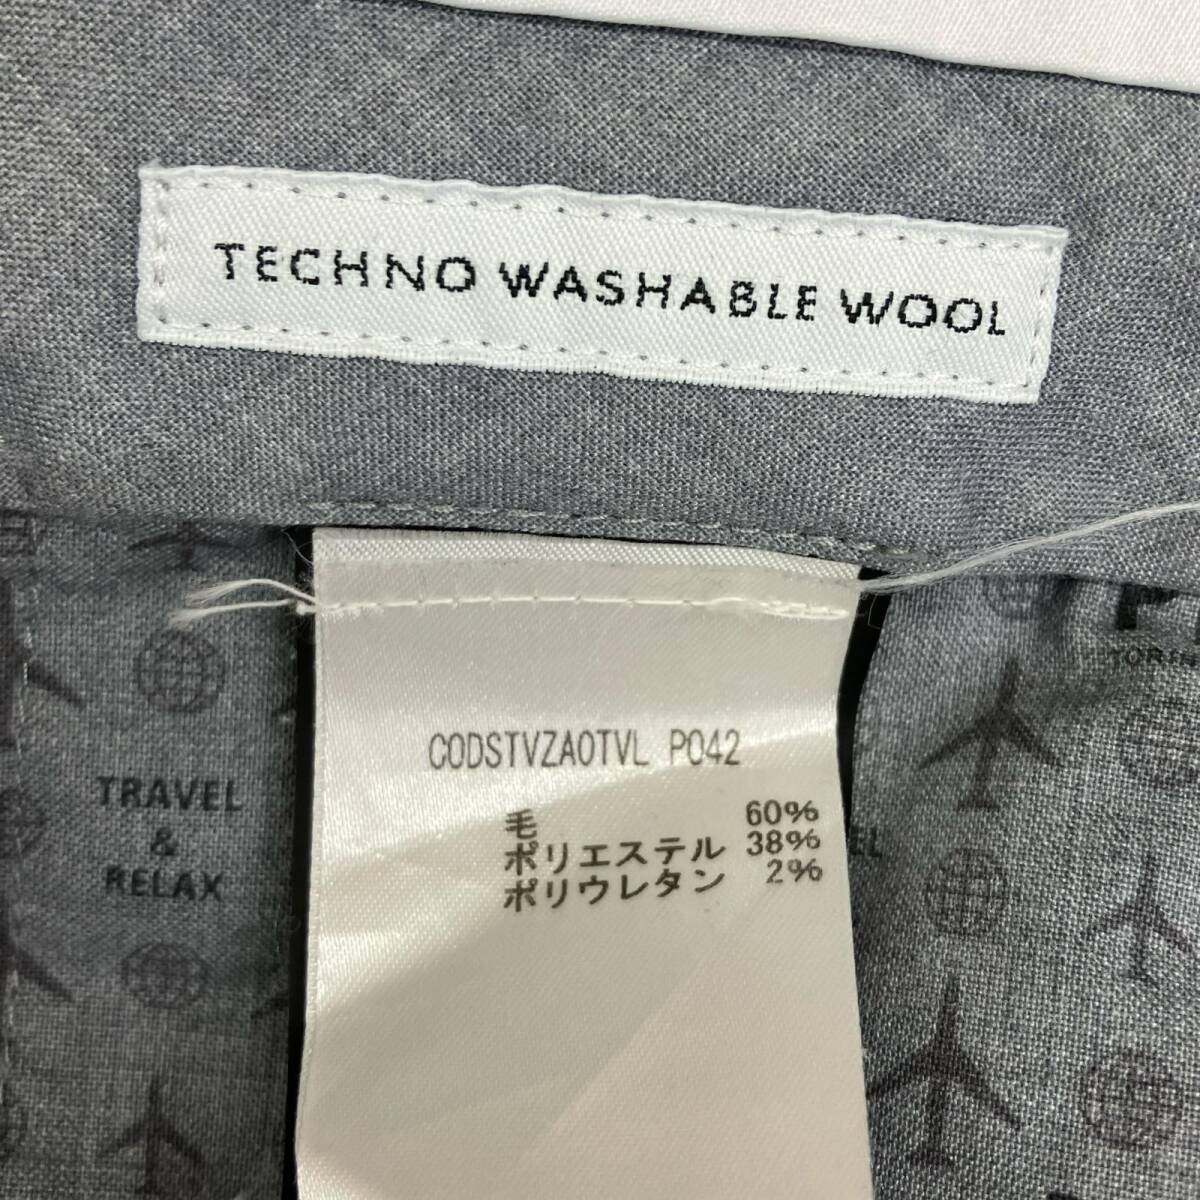 TECHNO WASHABLE WOOL
CODSTVZA0TVL P042
毛 60%
ポリエステル 38%
ポリウレタン 2%
TRAVEL
&
RELAX